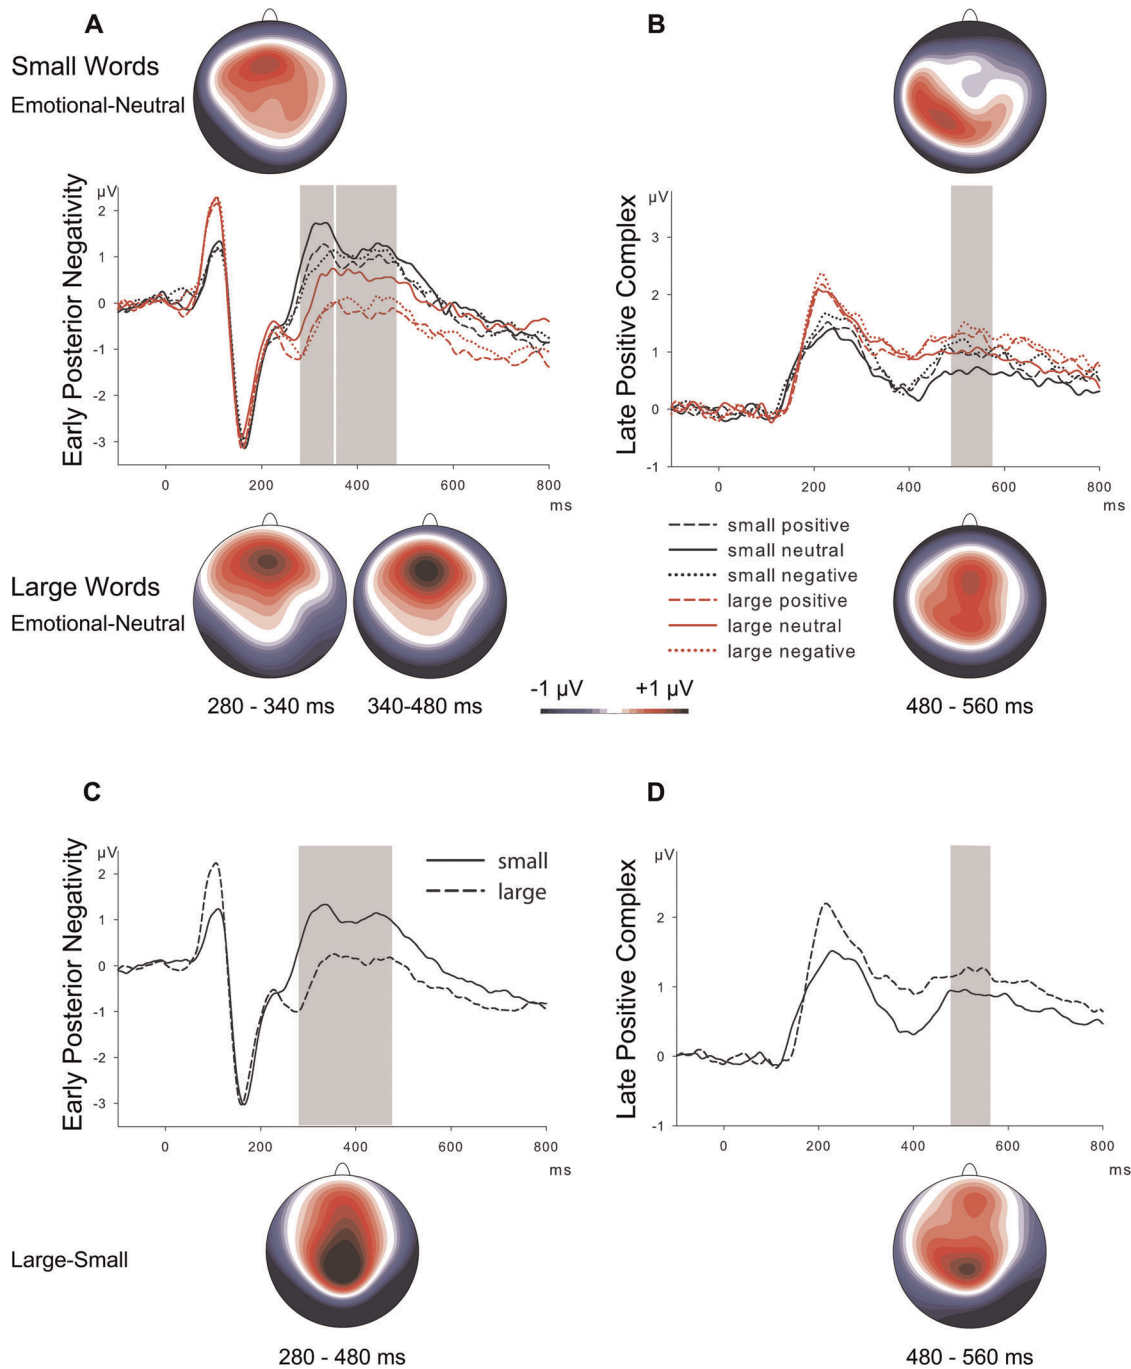 A
B
Small Words
Emotional-Neutral
Early Posterior Negativity
µV
2
1
0
-1
-2
-3
0 200 400 600 800
ms
Late Positive Complex
µV
3
2
1
0
-1
0 200 400 600 800
ms
small positive
small neutral
small negative
large positive
large neutral
large negative
Large Words
Emotional-Neutral
280 - 340 ms
340-480 ms
-1 µV +1 µV
480 - 560 ms
C
D
Early Posterior Negativity
µV
2
1
0
-1
-2
-3
small
large
0 200 400 600 800
ms
Late Positive Complex
µV
2
1
0
-1
0 200 400 600 800
ms
Large-Small
280 - 480 ms
480 - 560 ms